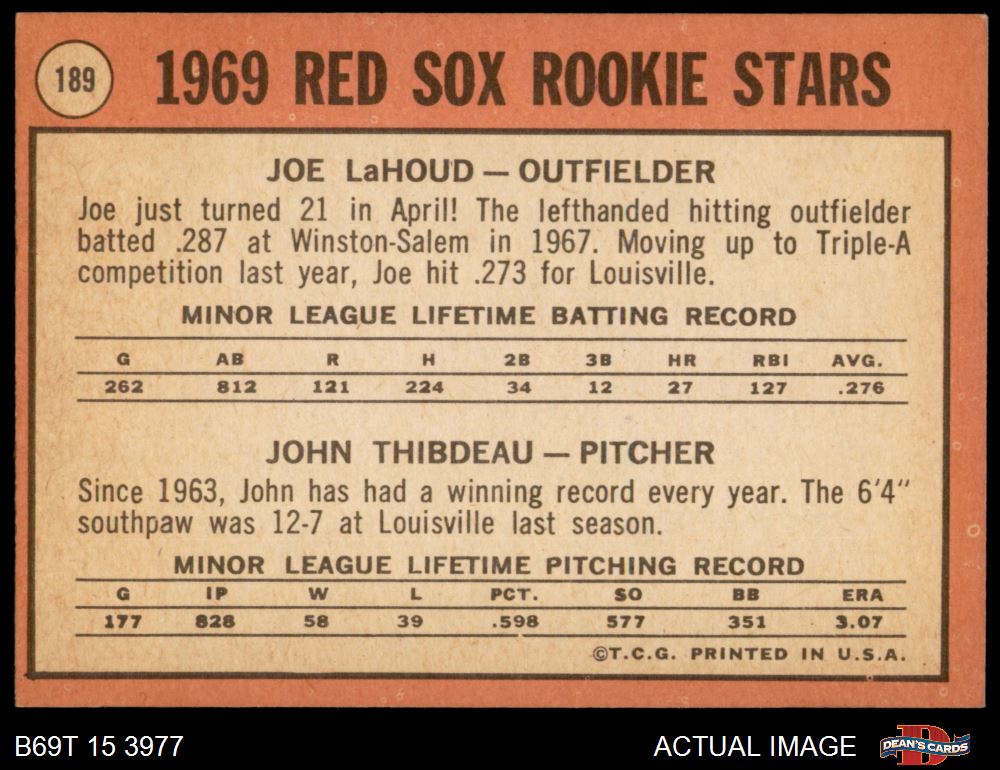 189
1969 RED SOX ROOKIE STARS
JOE LaHOUD — OUTFIELDER
Joe just turned 21 in April! The lefthanded hitting outfielder
batted .287 at Winston-Salem in 1967. Moving up to Triple-A
competition last year, Joe hit .273 for Louisville.
MINOR LEAGUE LIFETIME BATTING RECORD
G AB R H 2B 3B HR RBI AVG.
262 812 121 224 34 12 27 127 .276
JOHN THIBDEAU — PITCHER
Since 1963, John has had a winning record every year. The 6'4"
southpaw was 12-7 at Louisville last season.
MINOR LEAGUE LIFETIME PITCHING RECORD
G IP W L PCT. SO BB ERA
177 828 58 39 .598 577 351 3.07
©T.C.G. PRINTED IN U.S.A.
B69T 15 3977
ACTUAL IMAGE
D
DEAN'S CARDS